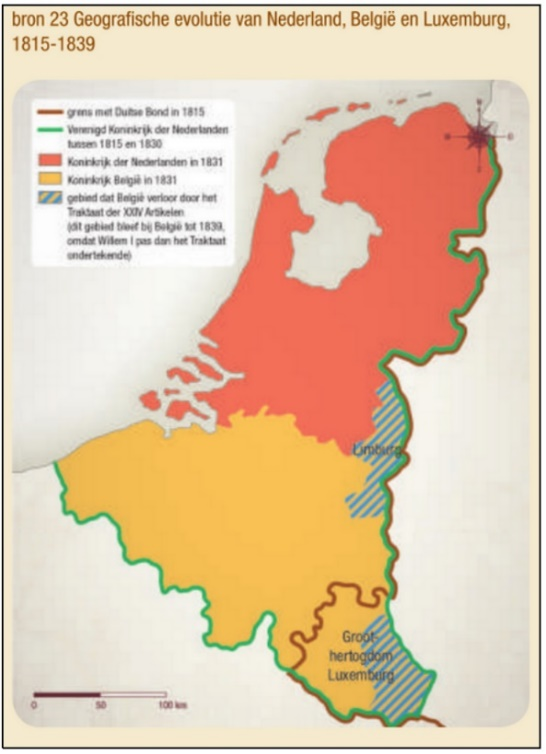 bron 23 Geografische evolutie van Nederland, België en Luxemburg,
1815-1839
grens met Duitse Bond in 1815
Verenigd Koninkrijk der Nederlanden
tussen 1815 en 1830
Koninkrijk der Nederlanden in 1831
Koninkrijk België in 1831
gebied dat België verloor door het
Traktaat der XXIV Artikelen
(dit gebied bleef bij België tot 1839,
omdat Willem I pas dan het Traktaat
ondertekende)
Limburg
Groot-
hertogdom
Luxemburg
0 50 100 km